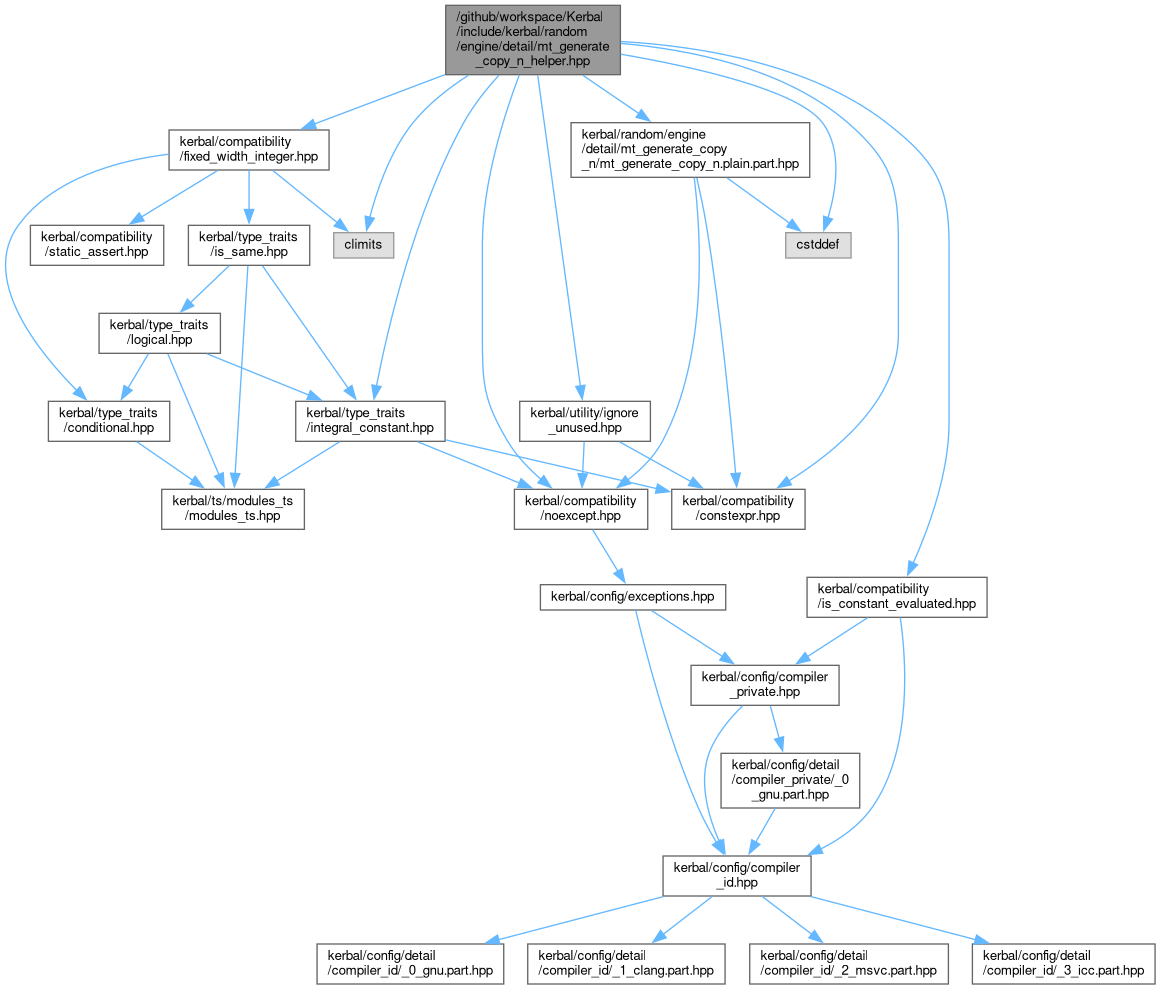 /github/workspace/Kerbal
/include/kerbal/random
/engine/detail/mt_generate
_copy_n_helper.hpp
kerbal/compatibility
/fixed_width_integer.hpp
kerbal/random/engine
/detail/mt_generate_copy
_n/mt_generate_copy_n.plain.part.hpp
kerbal/compatibility
/static_assert.hpp
kerbal/type_traits
/is_same.hpp
climits
cstddef
kerbal/type_traits
/logical.hpp
kerbal/type_traits
/conditional.hpp
kerbal/type_traits
/integral_constant.hpp
kerbal/utility/ignore
_unused.hpp
kerbal/ts/modules_ts
/modules_ts.hpp
kerbal/compatibility
/noexcept.hpp
kerbal/compatibility
/constexpr.hpp
kerbal/config/exceptions.hpp
kerbal/compatibility
/is_constant_evaluated.hpp
kerbal/config/compiler
_private.hpp
kerbal/config/detail
/compiler_private/_0
_gnu.part.hpp
kerbal/config/compiler
_id.hpp
kerbal/config/detail
/compiler_id/_0_gnu.part.hpp
kerbal/config/detail
/compiler_id/_1_clang.part.hpp
kerbal/config/detail
/compiler_id/_2_msvc.part.hpp
kerbal/config/detail
/compiler_id/_3_icc.part.hpp